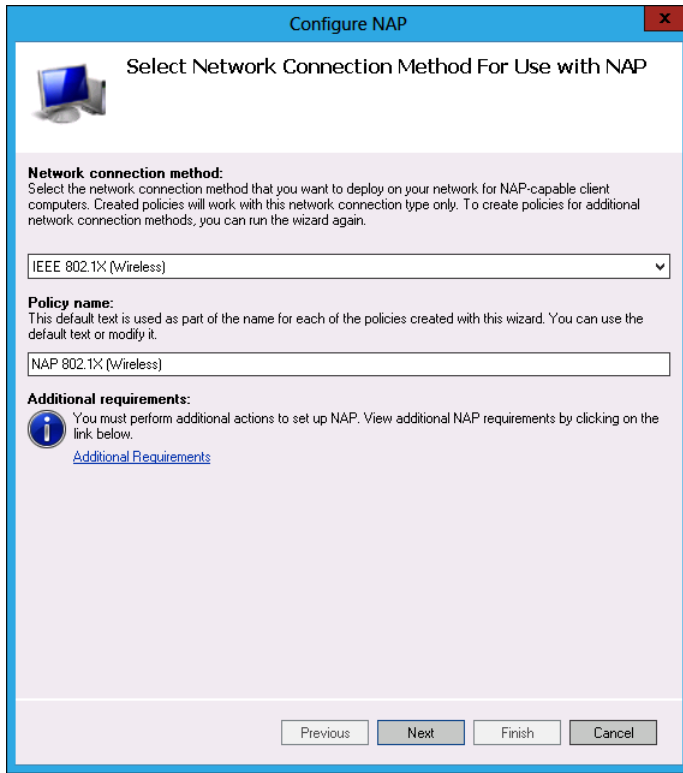 Configure NAP
x
Select Network Connection Method For Use with NAP
Network connection method:
Select the network connection method that you want to deploy on your network for NAP-capable client
computers. Created policies will work with this network connection type only. To create policies for additional
network connection methods, you can run the wizard again.
IEEE 802.1X (Wireless)
Policy name:
This default text is used as part of the name for each of the policies created with this wizard. You can use the
default text or modify it.
NAP 802.1X (Wireless)
Additional requirements:
You must perform additional actions to set up NAP. View additional NAP requirements by clicking on the
link below.
Additional Requirements
Previous Next Finish Cancel